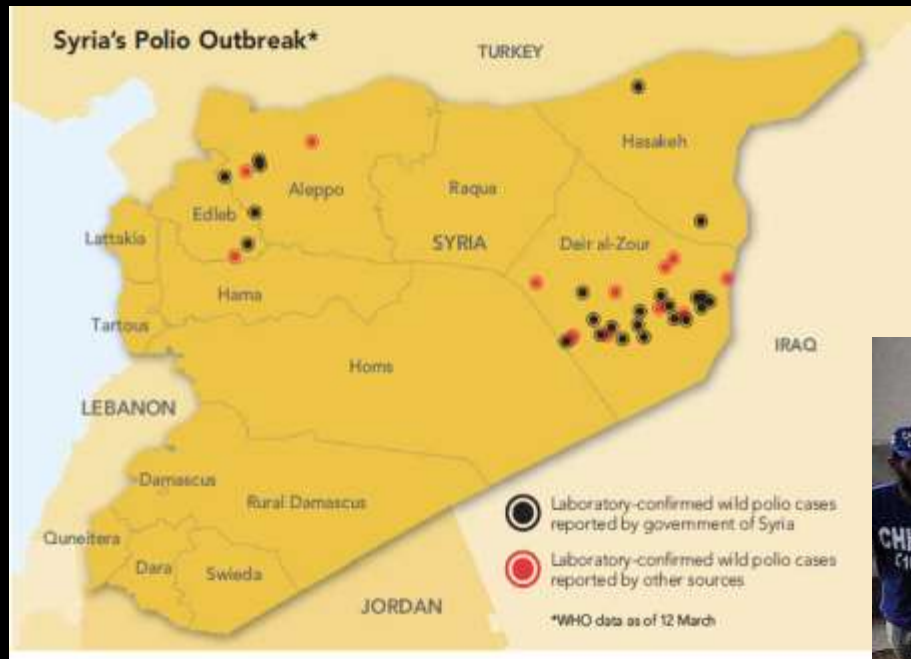 Syria's Polio Outbreak*
TURKEY
Hasakeh
Aleppo
Raqua
Edleb
Lattakia
SYRIA
Deir al-Zour
Hama
Tartous
IRAQ
Homs
LEBANON
Damascus
Rural Damascus
Quneitera
Dara
Swieda
JORDAN
Laboratory-confirmed wild polio cases
reported by government of Syria
Laboratory-confirmed wild polio cases
reported by other sources
*WHO data as of 12 March